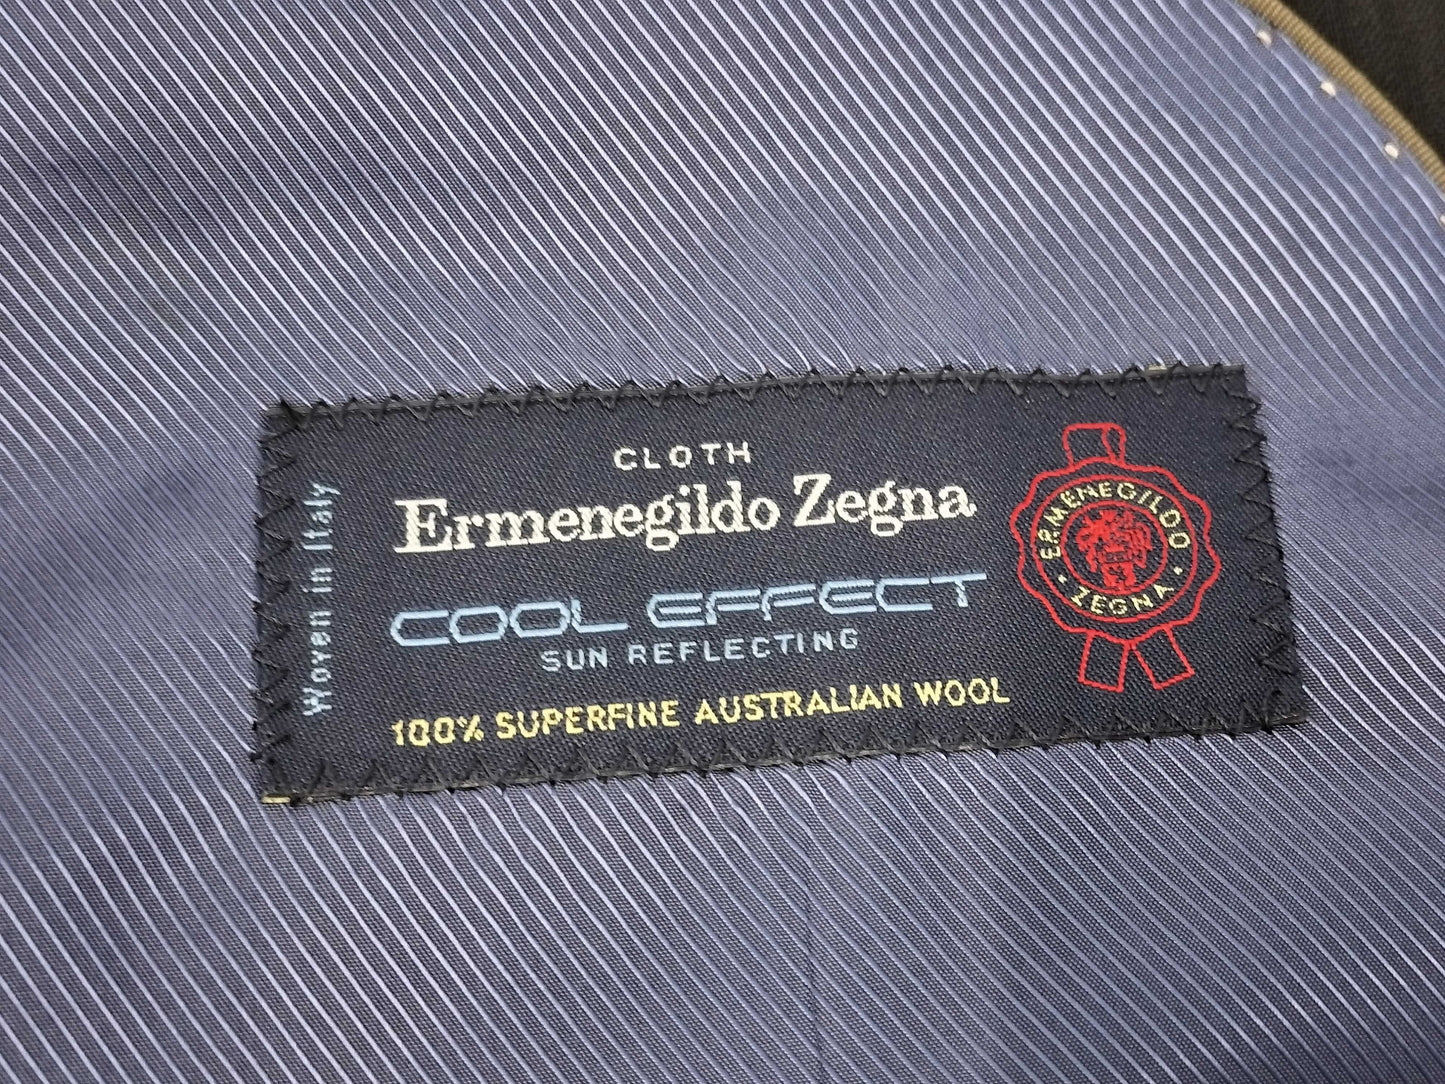 Woven in Italy
CLOTH
Ermenegildo Zegna
COOL EFFECT
SUN REFLECTING
100% SUPERFINE AUSTRALIAN WOOL
ERMENEGILDO
• ZEGNA •